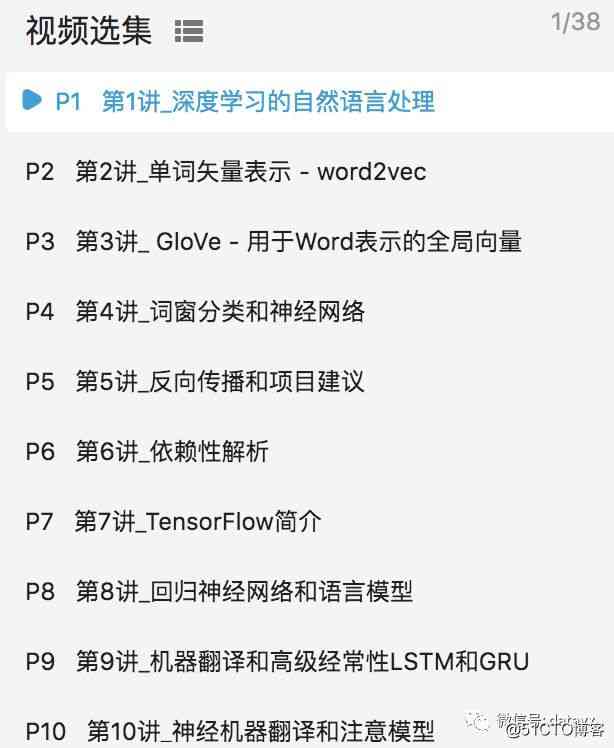 视频选集
1/38
P1 第1讲_深度学习的自然语言处理
P2 第2讲_单词矢量表示 - word2vec
P3 第3讲_ GloVe - 用于Word表示的全局向量
P4 第4讲_词窗分类和神经网络
P5 第5讲_反向传播和项目建议
P6 第6讲_依赖性解析
P7 第7讲_TensorFlow简介
P8 第8讲_回归神经网络和语言模型
P9 第9讲_机器翻译和高级经常性LSTM和GRU
P10 第10讲_神经机器翻译和注意模型
微信号:
@51CTO博客